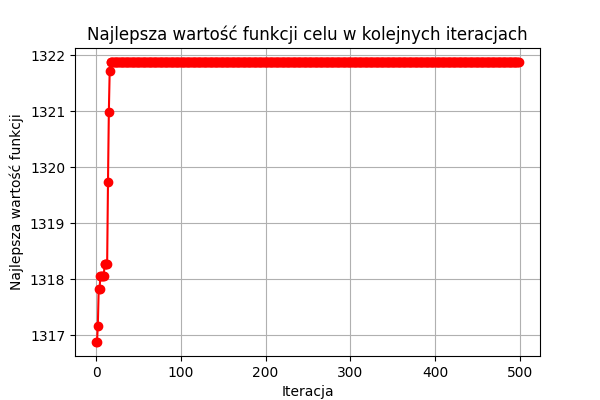 Najlepsza wartość funkcji celu w kolejnych iteracjach
1322
1321
1320
1319
1318
1317
Najlepsza wartość funkcji
0 100 200 300 400 500
Iteracja